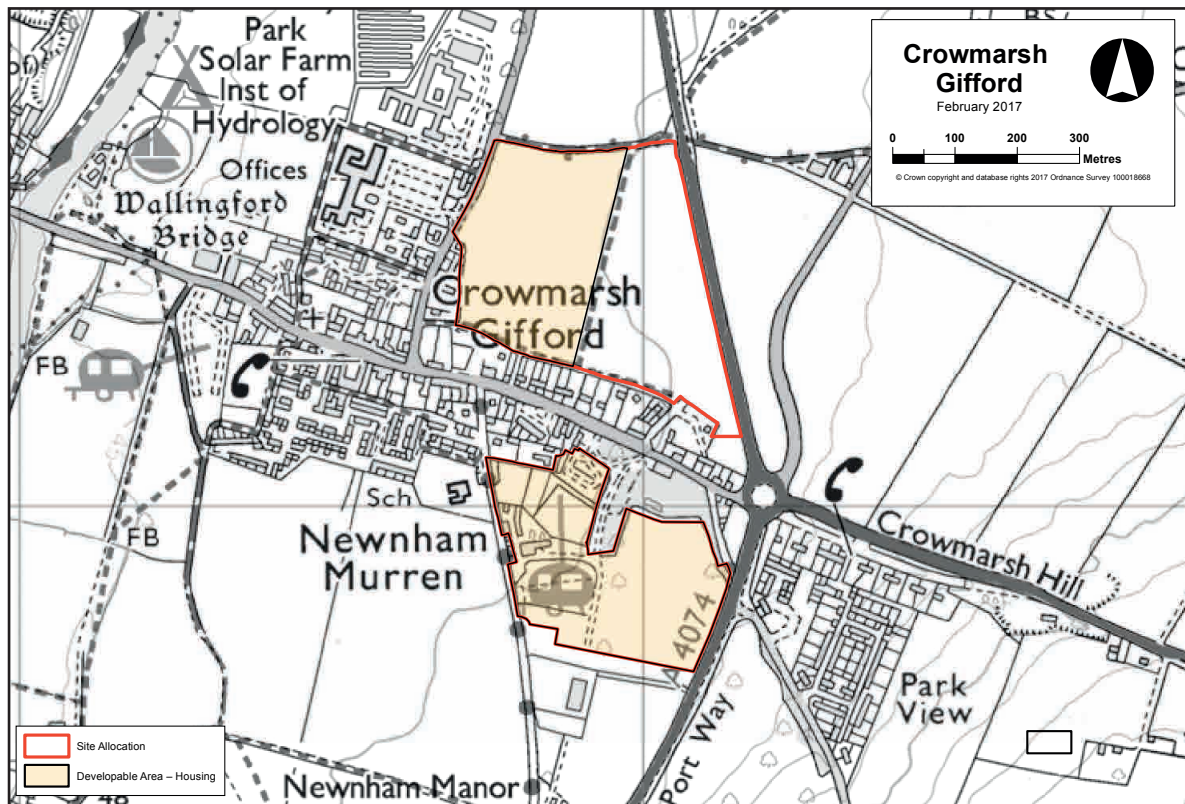 Park
Solar Farm
Inst of
Hydrology
Offices
Wallingford
Bridge
BS
Crowmarsh
Gifford
February 2017
0 100 200 300
Metres
© Crown copyright and database rights 2017 Ordnance Survey 100018668
Crowmarsh
Gifford
FB
FB
Sch
Newnham
Murren
Crowmarsh Hill
A 4074
Park
View
Port Way
Newnham Manor
Site Allocation
Developable Area – Housing